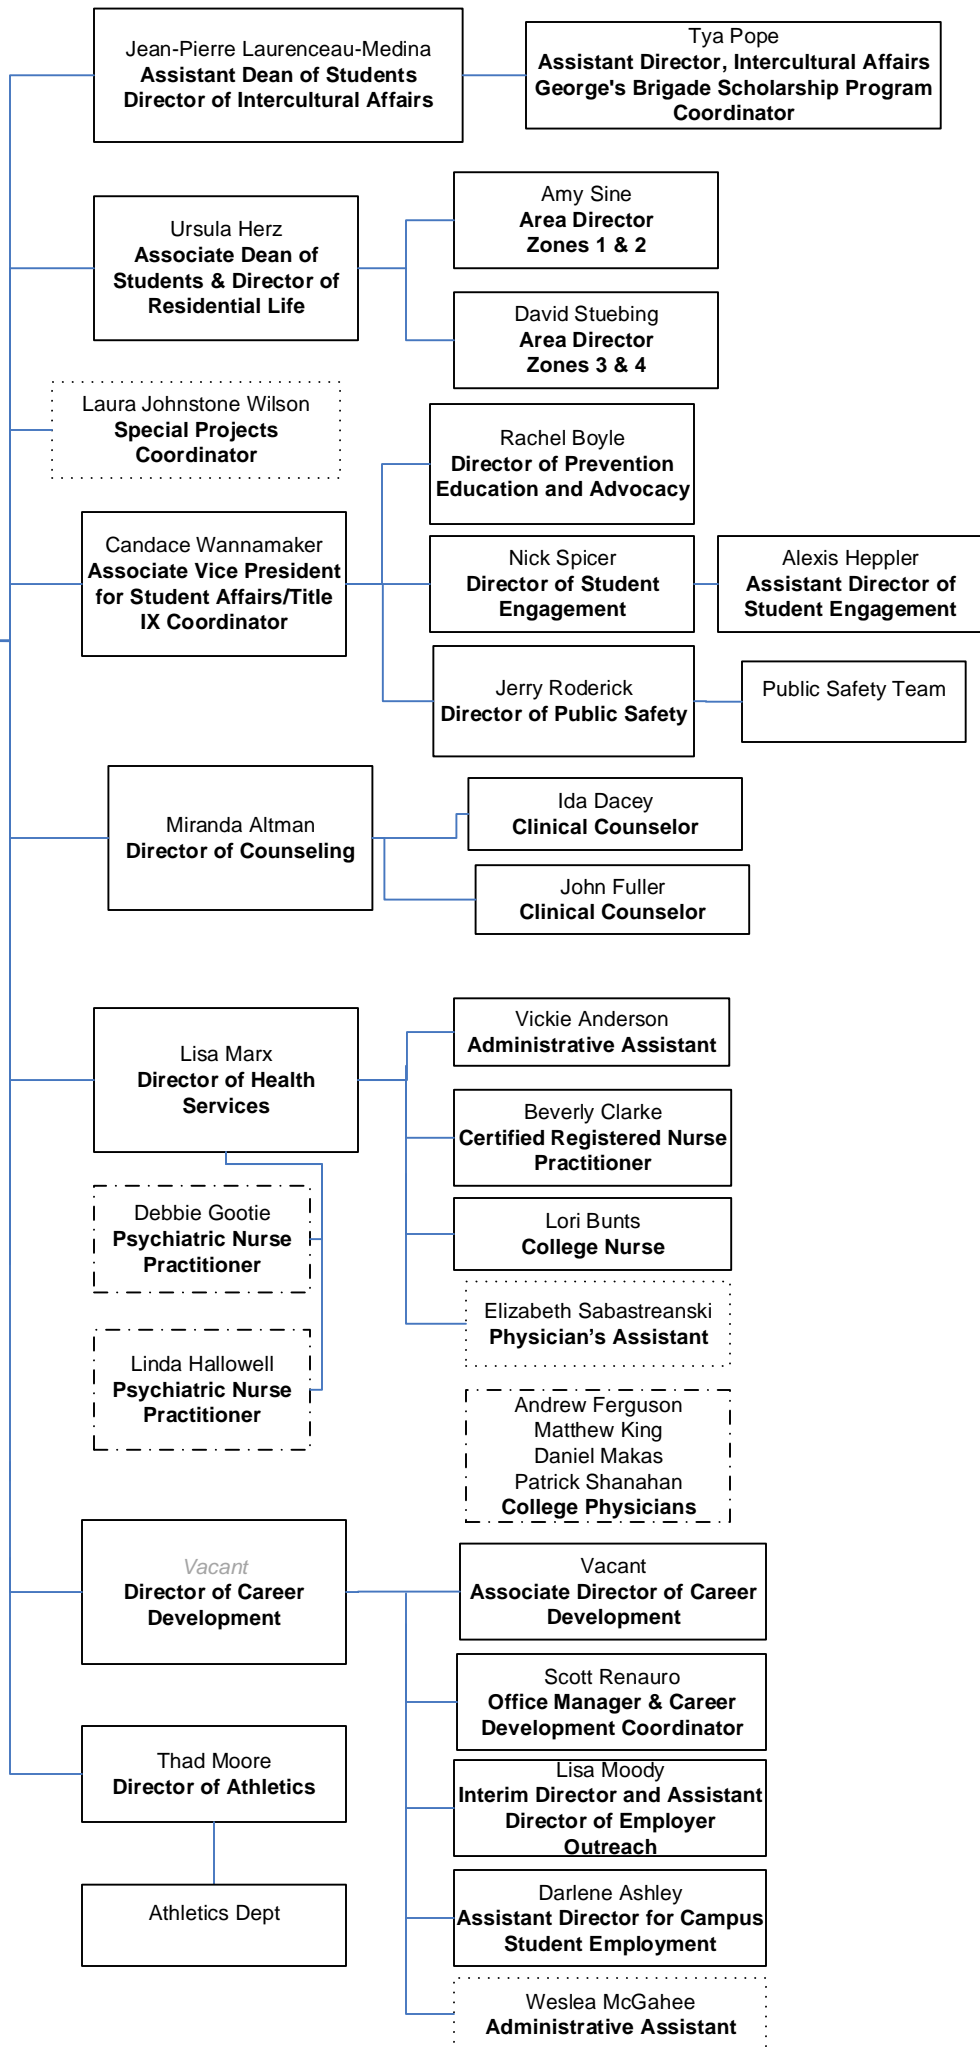 Jean-Pierre Laurenceau-Medina
Assistant Dean of Students
Director of Intercultural Affairs
Tya Pope
Assistant Director, Intercultural Affairs
George's Brigade Scholarship Program
Coordinator
Ursula Herz
Associate Dean of
Students & Director of
Residential Life
Amy Sine
Area Director
Zones 1 & 2
David Stuebing
Area Director
Zones 3 & 4
Laura Johnstone Wilson
Special Projects
Coordinator
Candace Wannamaker
Associate Vice President
for Student Affairs/Title
IX Coordinator
Rachel Boyle
Director of Prevention
Education and Advocacy
Nick Spicer
Director of Student
Engagement
Alexis Heppler
Assistant Director of
Student Engagement
Jerry Roderick
Director of Public Safety
Public Safety Team
Miranda Altman
Director of Counseling
Ida Dacey
Clinical Counselor
John Fuller
Clinical Counselor
Lisa Marx
Director of Health
Services
Vickie Anderson
Administrative Assistant
Beverly Clarke
Certified Registered Nurse
Practitioner
Lori Bunts
College Nurse
Debbie Gootie
Psychiatric Nurse
Practitioner
Elizabeth Sabastreanski
Physician’s Assistant
Linda Hallowell
Psychiatric Nurse
Practitioner
Andrew Ferguson
Matthew King
Daniel Makas
Patrick Shanahan
College Physicians
Vacant
Director of Career
Development
Vacant
Associate Director of Career
Development
Scott Renauro
Office Manager & Career
Development Coordinator
Thad Moore
Director of Athletics
Lisa Moody
Interim Director and Assistant
Director of Employer
Outreach
Athletics Dept
Darlene Ashley
Assistant Director for Campus
Student Employment
Weslea McGahee
Administrative Assistant